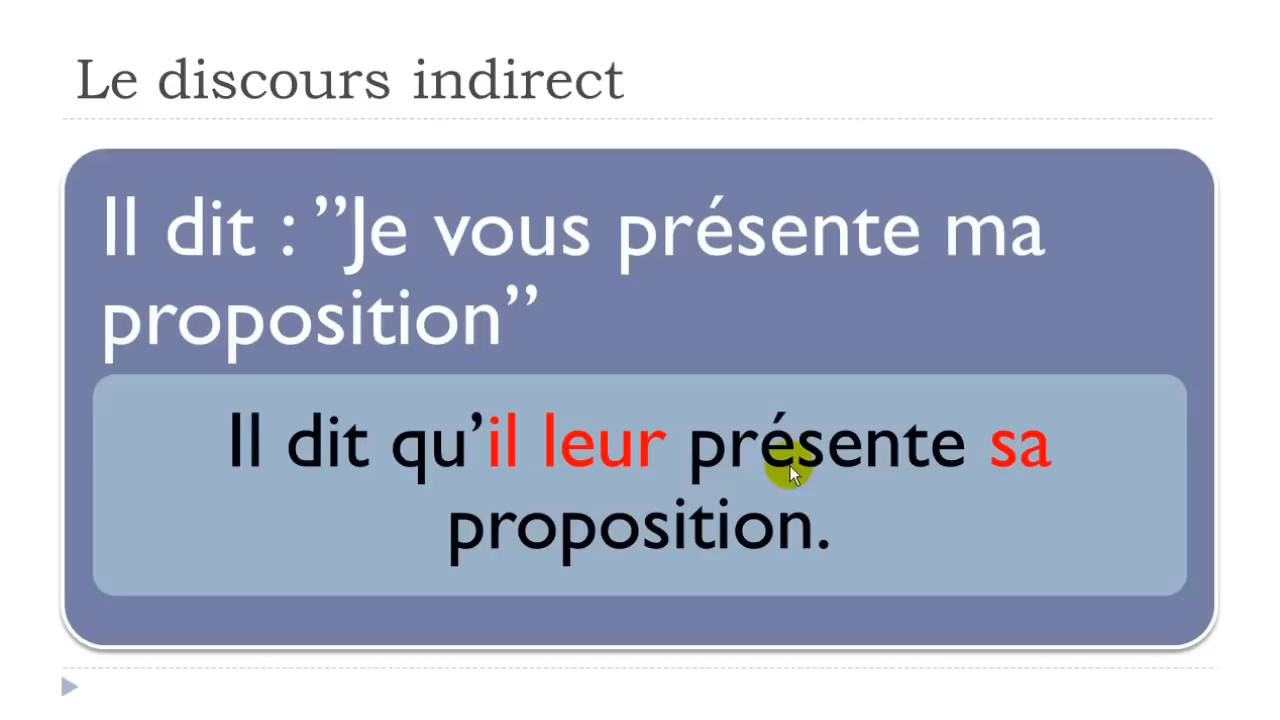 Le discours indirect
Il dit : ”Je vous présente ma
proposition”
Il dit qu’il leur présente sa
proposition.